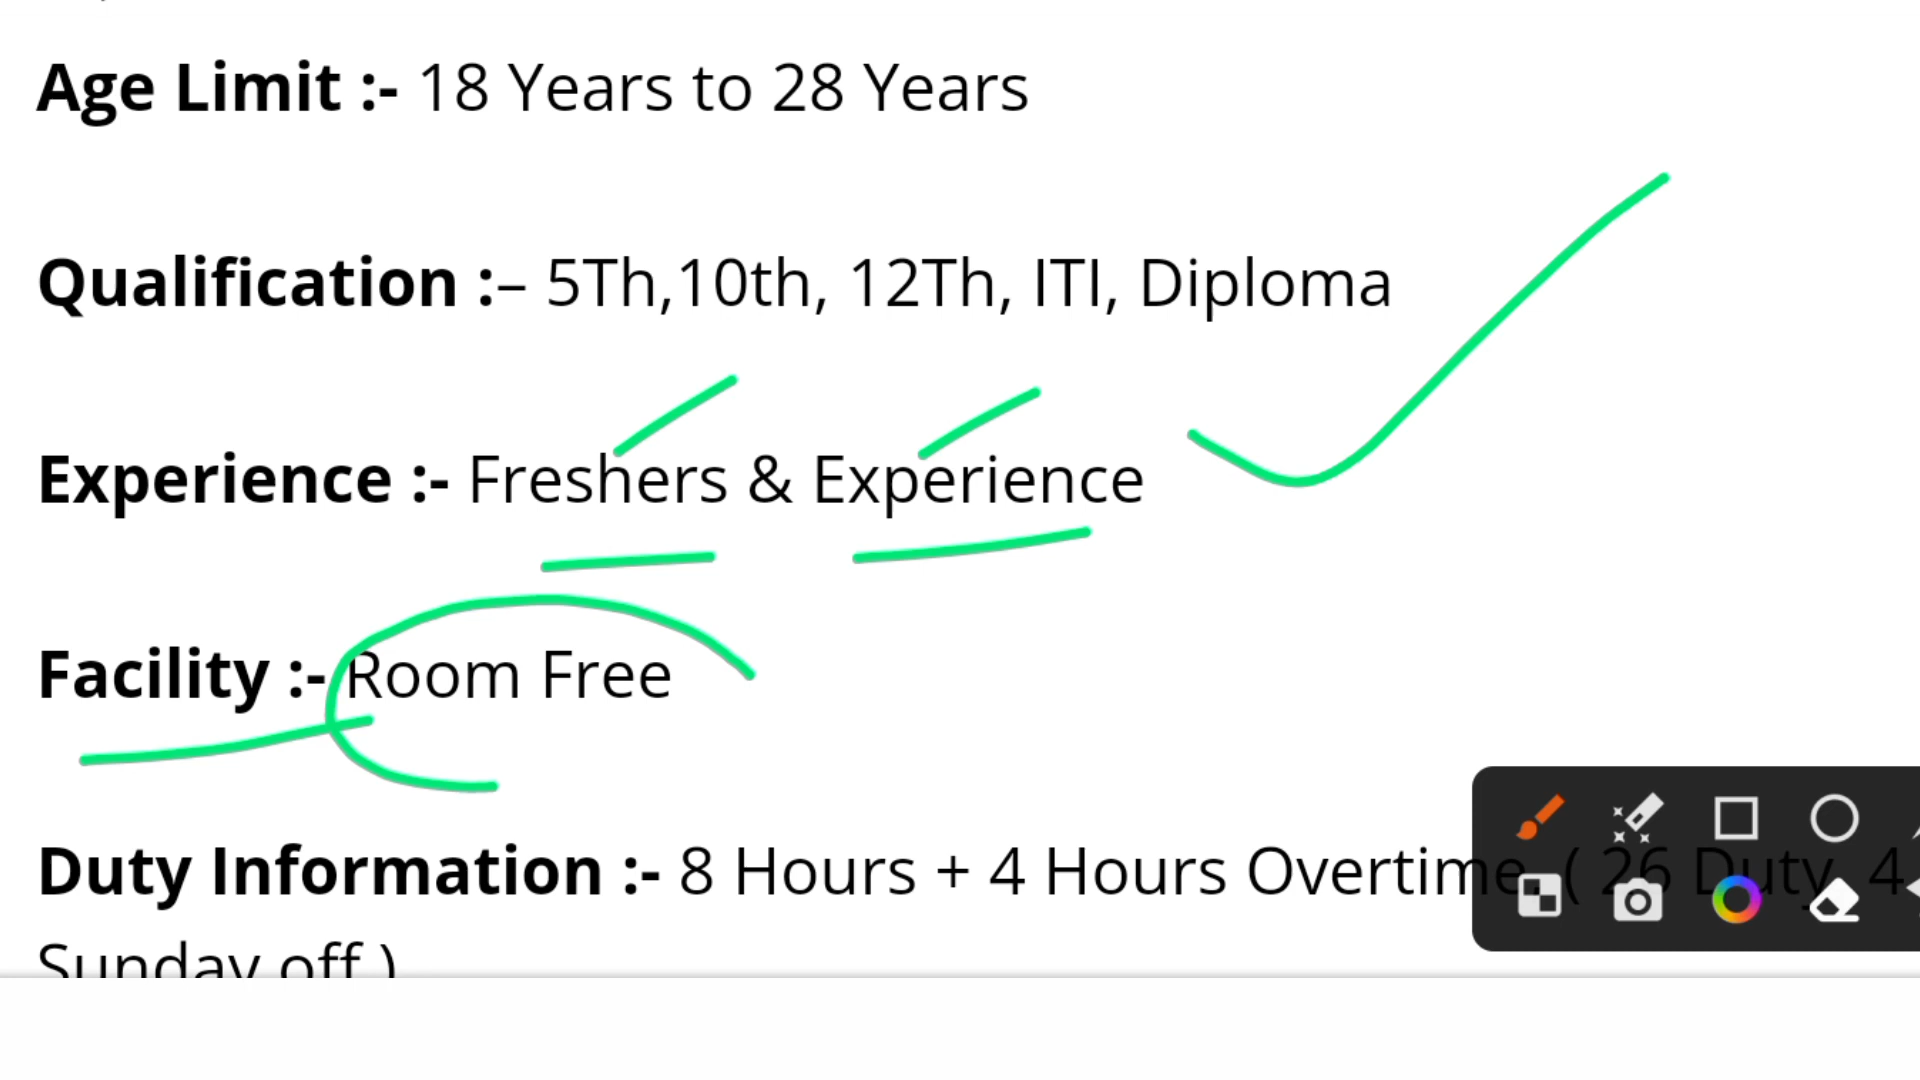 Age Limit :- 18 Years to 28 Years
Qualification :– 5Th,10th, 12Th, ITI, Diploma
Experience :- Freshers & Experience
Facility :- Room Free
Duty Information :- 8 Hours + 4 Hours Overtime, ( 26 Duty, 4
Sunday off )